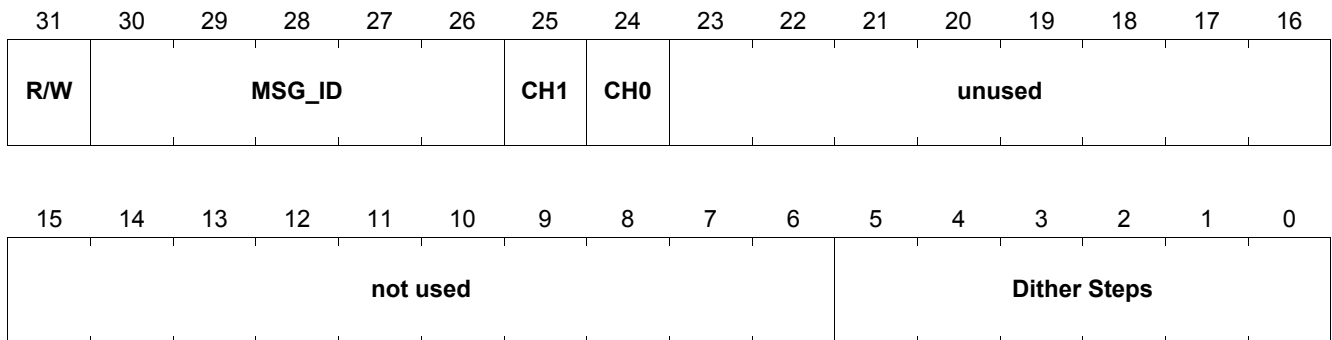 31 30 29 28 27 26 25 24 23 22 21 20 19 18 17 16
R/W MSG_ID CH1 CH0 unused
15 14 13 12 11 10 9 8 7 6 5 4 3 2 1 0
not used Dither Steps